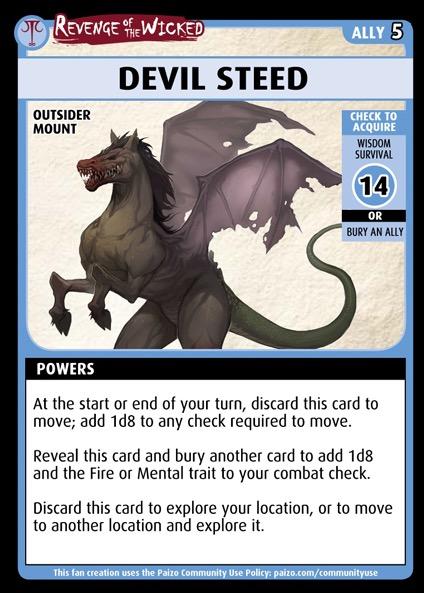 REVENGE OF THE WICKED
ALLY 5
DEVIL STEED
OUTSIDER
MOUNT
CHECK TO
ACQUIRE
WISDOM
SURVIVAL
14
OR
BURY AN ALLY
POWERS
At the start or end of your turn, discard this card to
move; add 1d8 to any check required to move.
Reveal this card and bury another card to add 1d8
and the Fire or Mental trait to your combat check.
Discard this card to explore your location, or to move
to another location and explore it.
This fan creation uses the Paizo Community Use Policy: paizo.com/communityuse